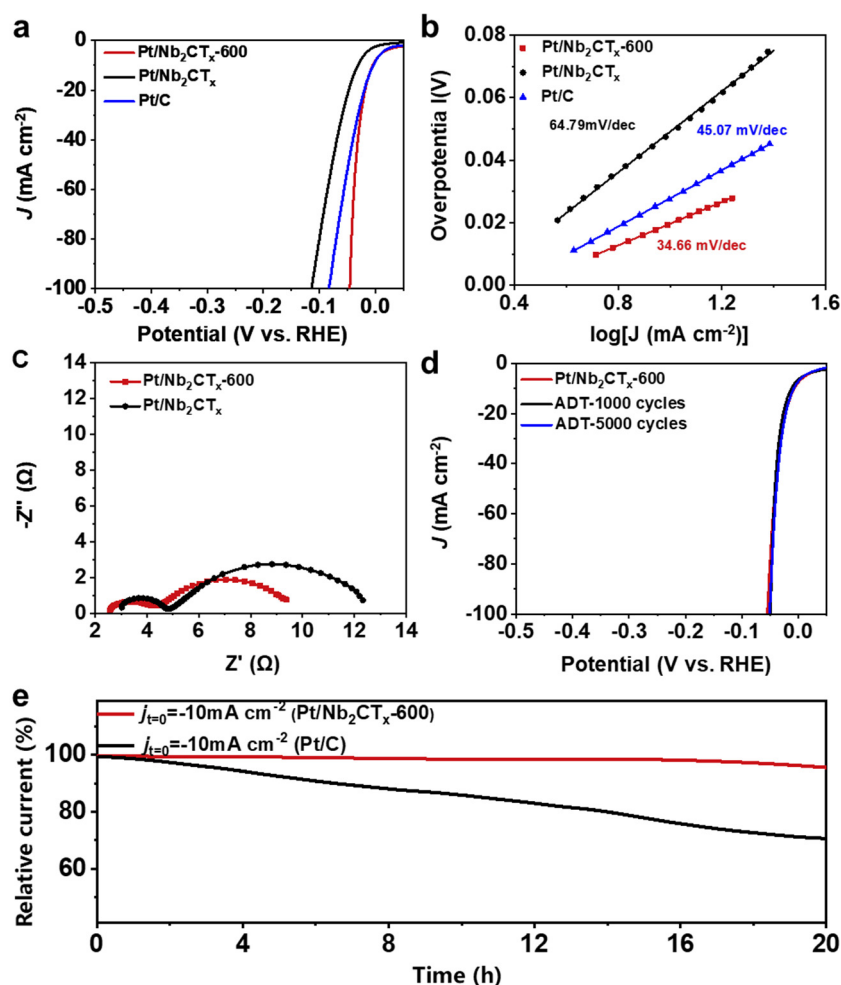 a
Pt/Nb₂CTₓ-600
Pt/Nb₂CTₓ
Pt/C
0
-20
-40
-60
-80
-100
J (mA cm⁻²)
-0.5 -0.4 -0.3 -0.2 -0.1 0.0
Potential (V vs. RHE)
b
Pt/Nb₂CTₓ-600
Pt/Nb₂CTₓ
Pt/C
64.79mV/dec
45.07 mV/dec
34.66 mV/dec
0.08
0.06
0.04
0.02
0.00
Overpotentia l(V)
0.4 0.8 1.2 1.6
log[J (mA cm⁻²)]
c
Pt/Nb₂CTₓ-600
Pt/Nb₂CTₓ
14
12
10
8
6
4
2
0
-Z'' (Ω)
2 4 6 8 10 12 14
Z' (Ω)
d
Pt/Nb₂CTₓ-600
ADT-1000 cycles
ADT-5000 cycles
0
-20
-40
-60
-80
-100
J (mA cm⁻²)
-0.5 -0.4 -0.3 -0.2 -0.1 0.0
Potential (V vs. RHE)
e
jt=0=-10mA cm⁻² (Pt/Nb₂CTₓ-600)
jt=0=-10mA cm⁻² (Pt/C)
100
80
60
Relative current (%)
0 4 8 12 16 20
Time (h)